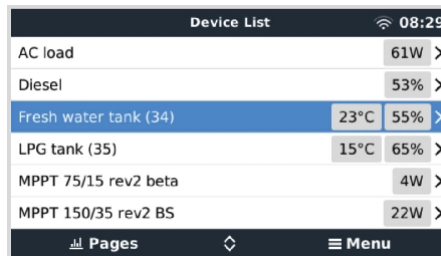 Device List 08:29
AC load 61W
Diesel 53%
Fresh water tank (34) 23°C 55%
LPG tank (35) 15°C 65%
MPPT 75/15 rev2 beta 4W
MPPT 150/35 rev2 BS 22W
Pages Menu